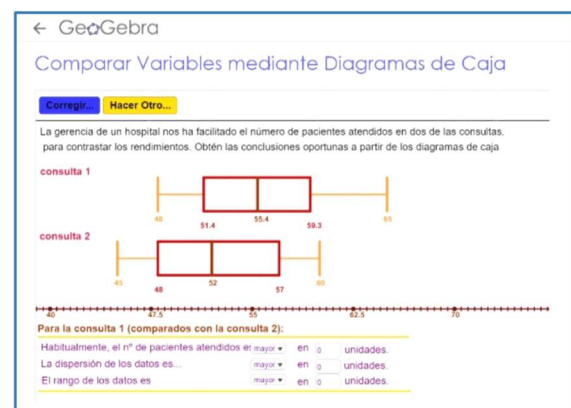 ← GeoGebra
Comparar Variables mediante Diagramas de Caja
Corregir... Hacer Otro...
La gerencia de un hospital nos ha facilitado el número de pacientes atendidos en dos de las consultas,
para contrastar los rendimientos. Obtén las conclusiones oportunas a partir de los diagramas de caja
consulta 1
48 51.4 55.4 59.3 65
consulta 2
45 48 52 57 60
40 47.5 55 62.5 70
Para la consulta 1 (comparados con la consulta 2):
Habitualmente, el nº de pacientes atendidos es mayor ▾ en 0 unidades.
La dispersión de los datos es... mayor ▾ en 0 unidades.
El rango de los datos es mayor ▾ en 0 unidades.